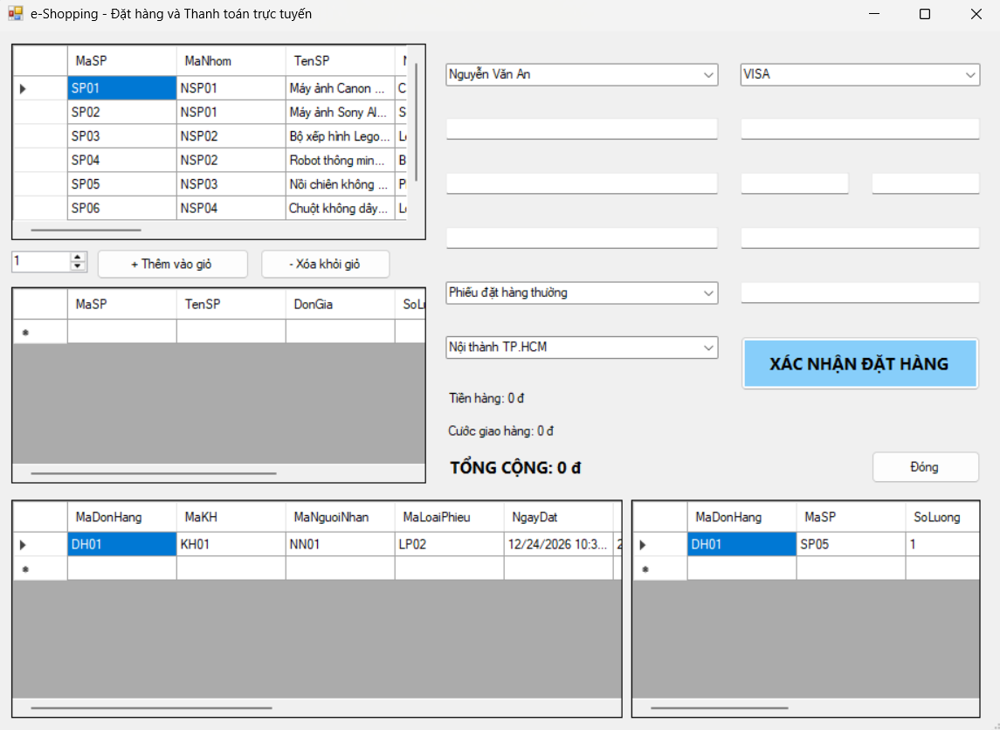 e-Shopping - Đặt hàng và Thanh toán trực tuyến
MaSP MaNhom TenSP
SP01 NSP01 Máy ảnh Canon ...
SP02 NSP01 Máy ảnh Sony Al...
SP03 NSP02 Bộ xếp hình Lego...
SP04 NSP02 Robot thông min...
SP05 NSP03 Nồi chiên không ...
SP06 NSP04 Chuột không dây...
1 + Thêm vào giỏ - Xóa khỏi giỏ
MaSP TenSP DonGia
Nguyễn Văn An VISA
Phiếu đặt hàng thường
Nội thành TP.HCM
XÁC NHẬN ĐẶT HÀNG
Tiền hàng: 0 đ
Cước giao hàng: 0 đ
TỔNG CỘNG: 0 đ
Đóng
MaDonHang MaKH MaNguoiNhan MaLoaiPhieu NgayDat
DH01 KH01 NN01 LP02 12/24/2026 10:3...
MaDonHang MaSP SoLuong
DH01 SP05 1